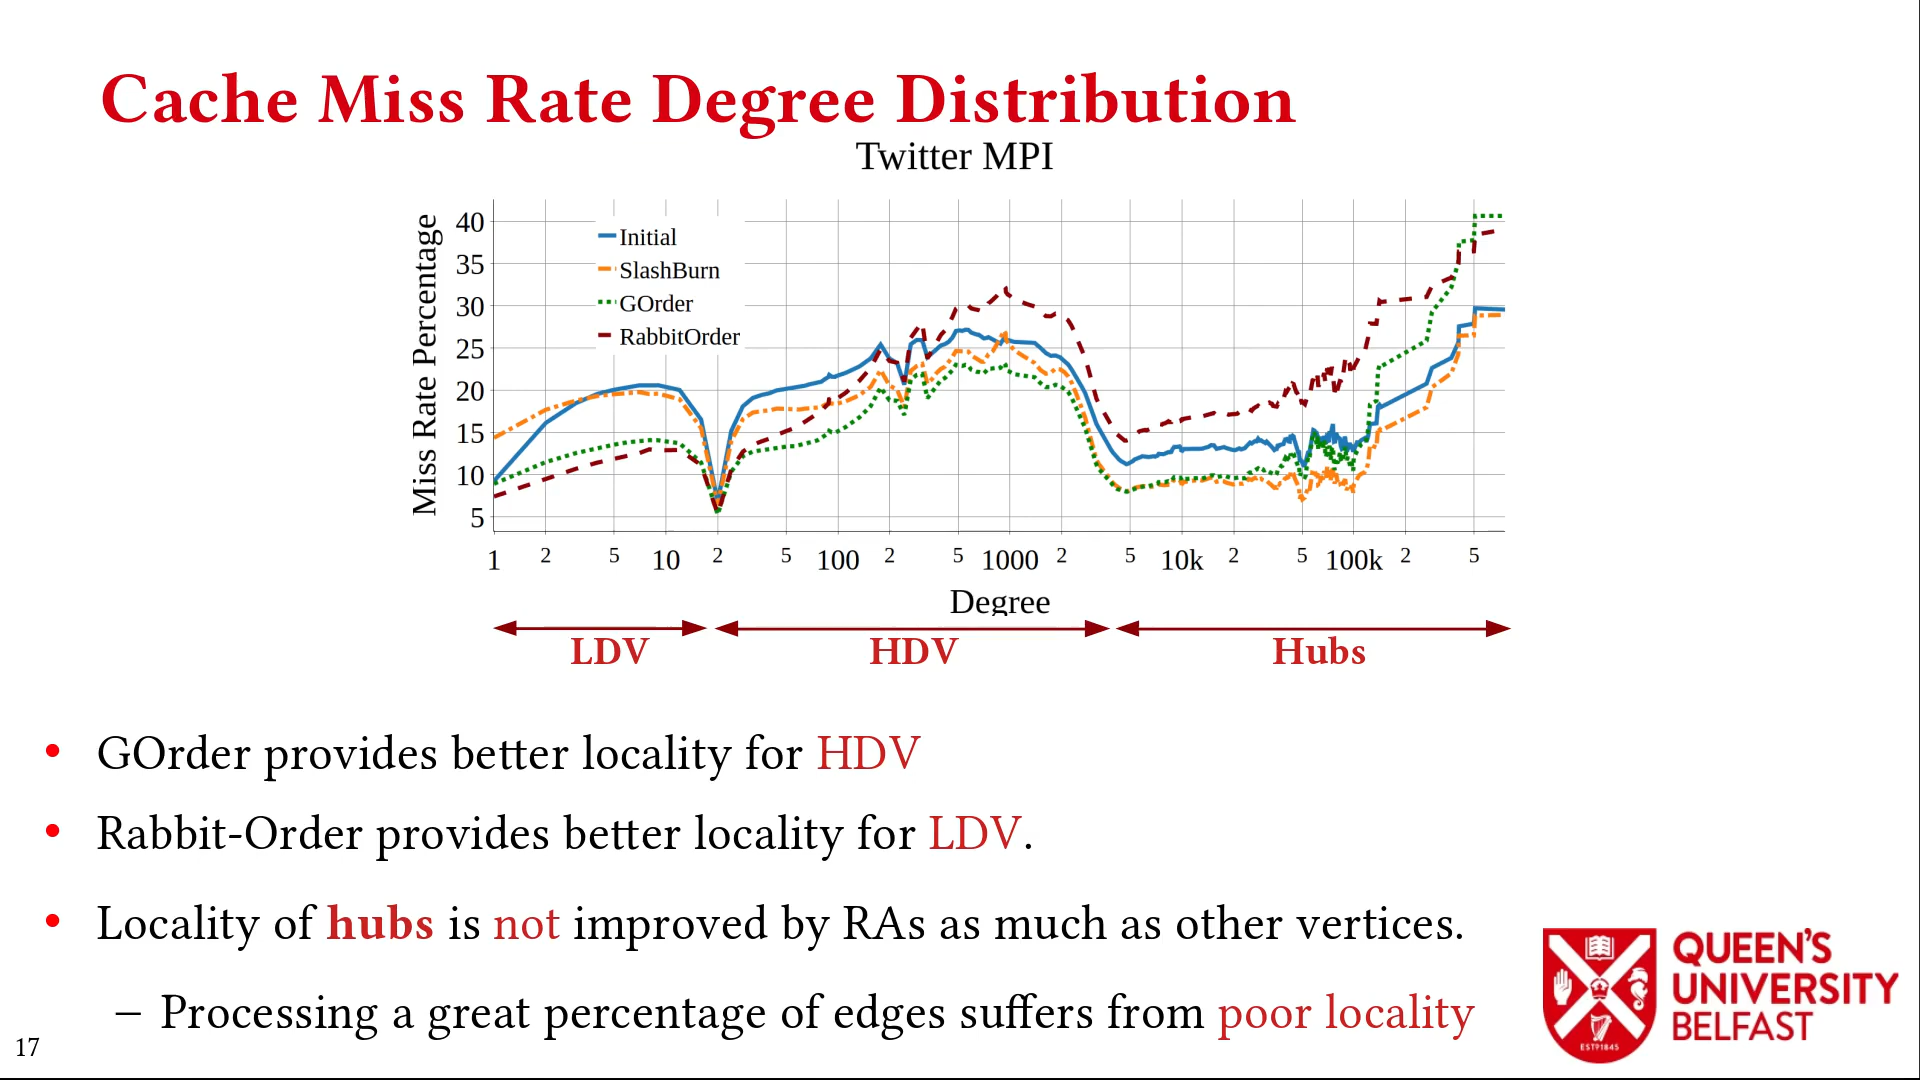 Cache Miss Rate Degree Distribution
Twitter MPI
Miss Rate Percentage
40
35
30
25
20
15
10
5
Initial
SlashBurn
GOrder
RabbitOrder
1 2 5 10 2 5 100 2 5 1000 2 5 10k 2 5 100k 2 5
Degree
LDV HDV Hubs
• GOrder provides better locality for HDV
• Rabbit-Order provides better locality for LDV.
• Locality of hubs is not improved by RAs as much as other vertices.
– Processing a great percentage of edges suffers from poor locality
17
QUEEN'S
UNIVERSITY
BELFAST
ESTD1845